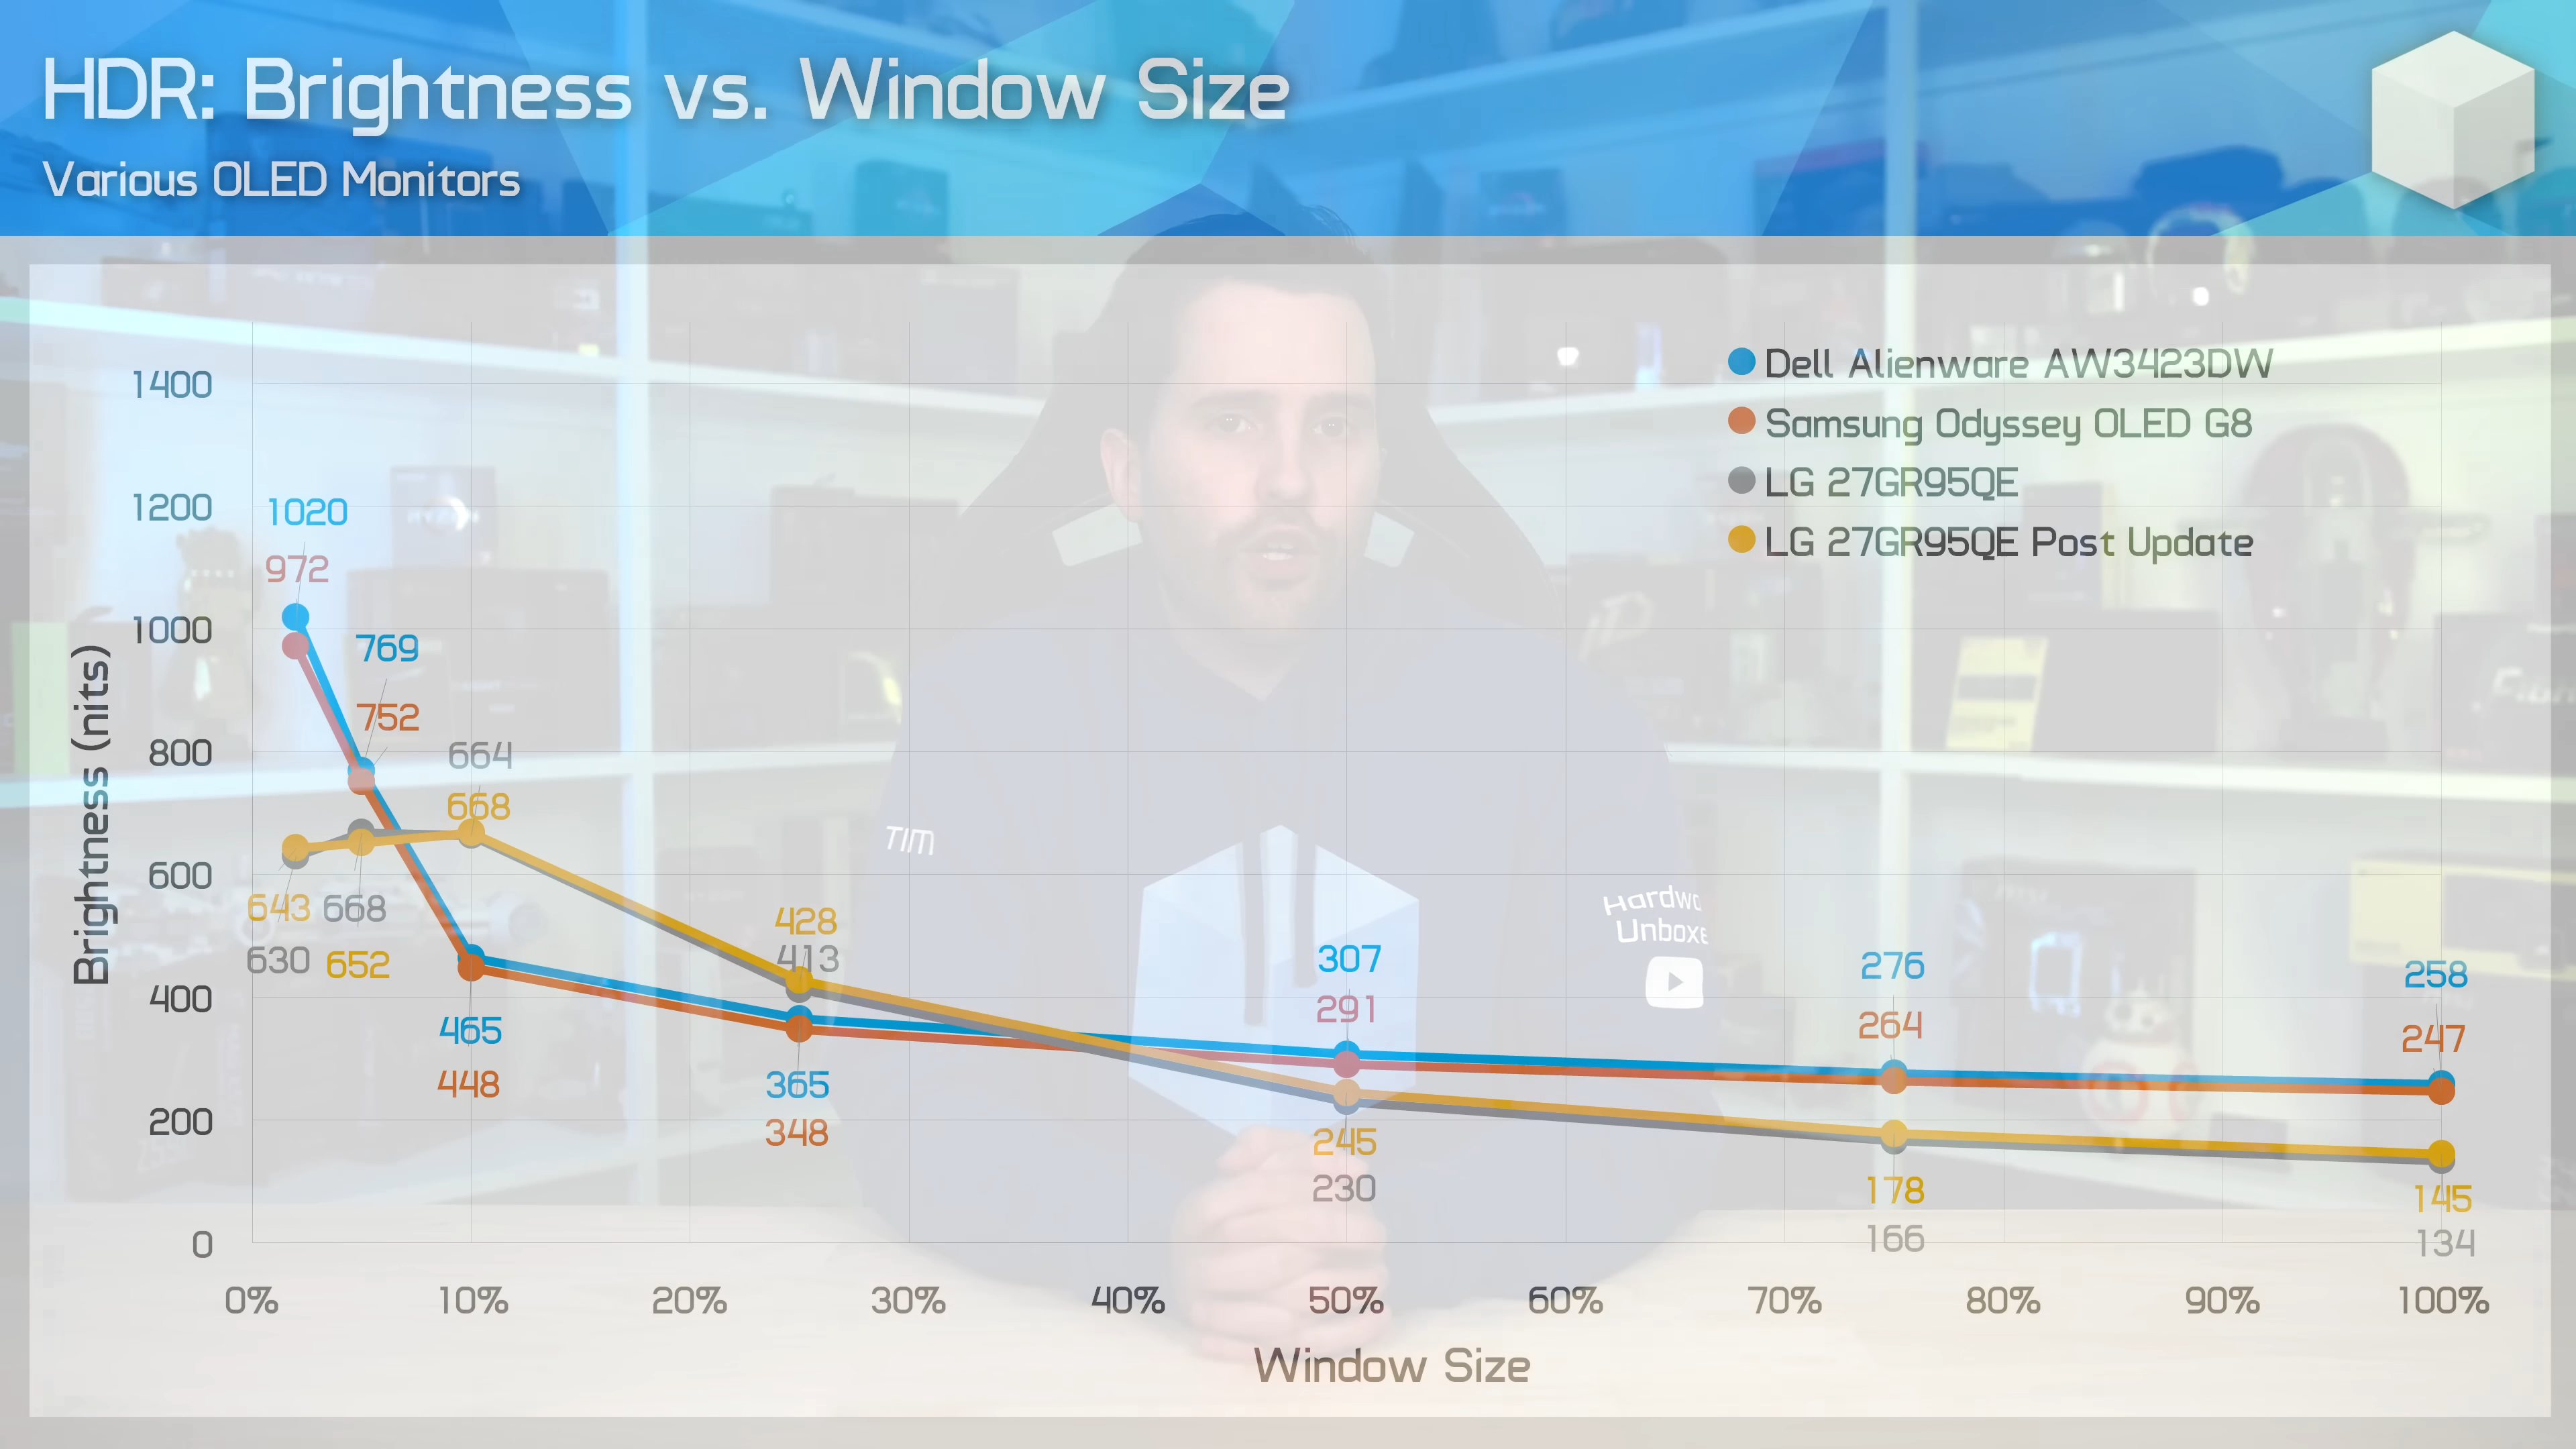 HDR: Brightness vs. Window Size
Various OLED Monitors
Dell Alienware AW3423DW
Samsung Odyssey OLED G8
LG 27GR95QE
LG 27GR95QE Post Update
Brightness (nits)
1400
1200
1000
800
600
400
200
0
1020
972
769
752
664
668
643 668
630 652
465
448
428
413
365
348
307
291
245
230
276
264
178
166
258
247
145
134
TIM
Hardwa
Unboxe
RYZEN
0% 10% 20% 30% 40% 50% 60% 70% 80% 90% 100%
Window Size